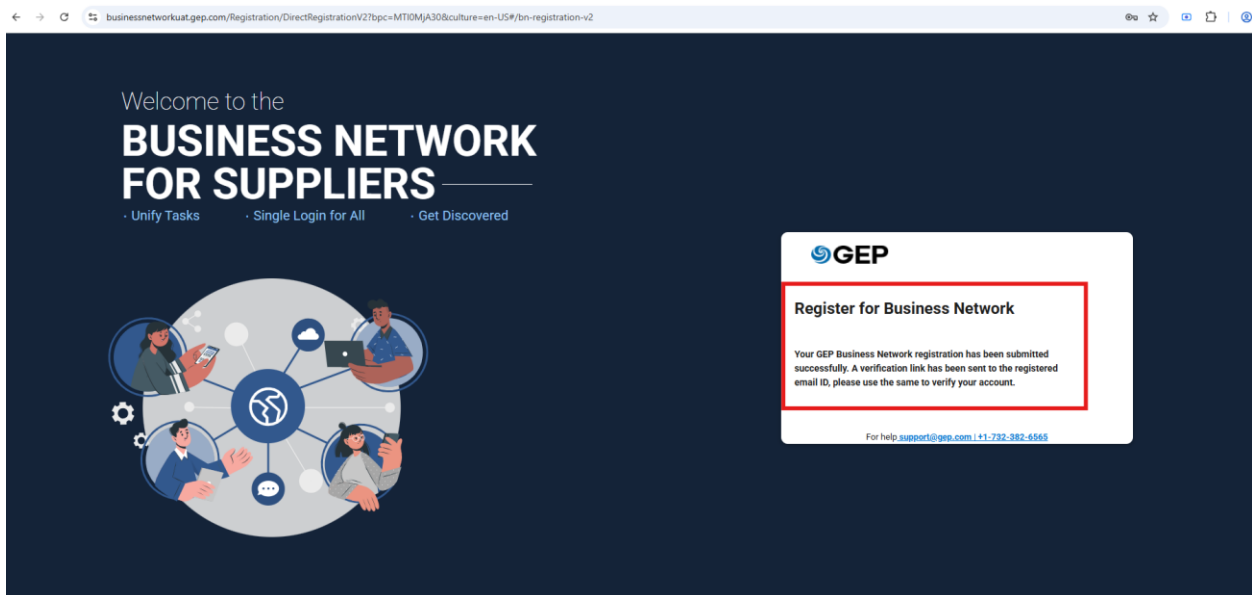 businessnetworkuat.gep.com/Registration/DirectRegistrationV2?bpc=MTI0MjA30&culture=en-US#/bn-registration-v2
Welcome to the
BUSINESS NETWORK
FOR SUPPLIERS
· Unify Tasks · Single Login for All · Get Discovered
GEP
Register for Business Network
Your GEP Business Network registration has been submitted
successfully. A verification link has been sent to the registered
email ID, please use the same to verify your account.
For help support@gep.com | +1-732-382-6565